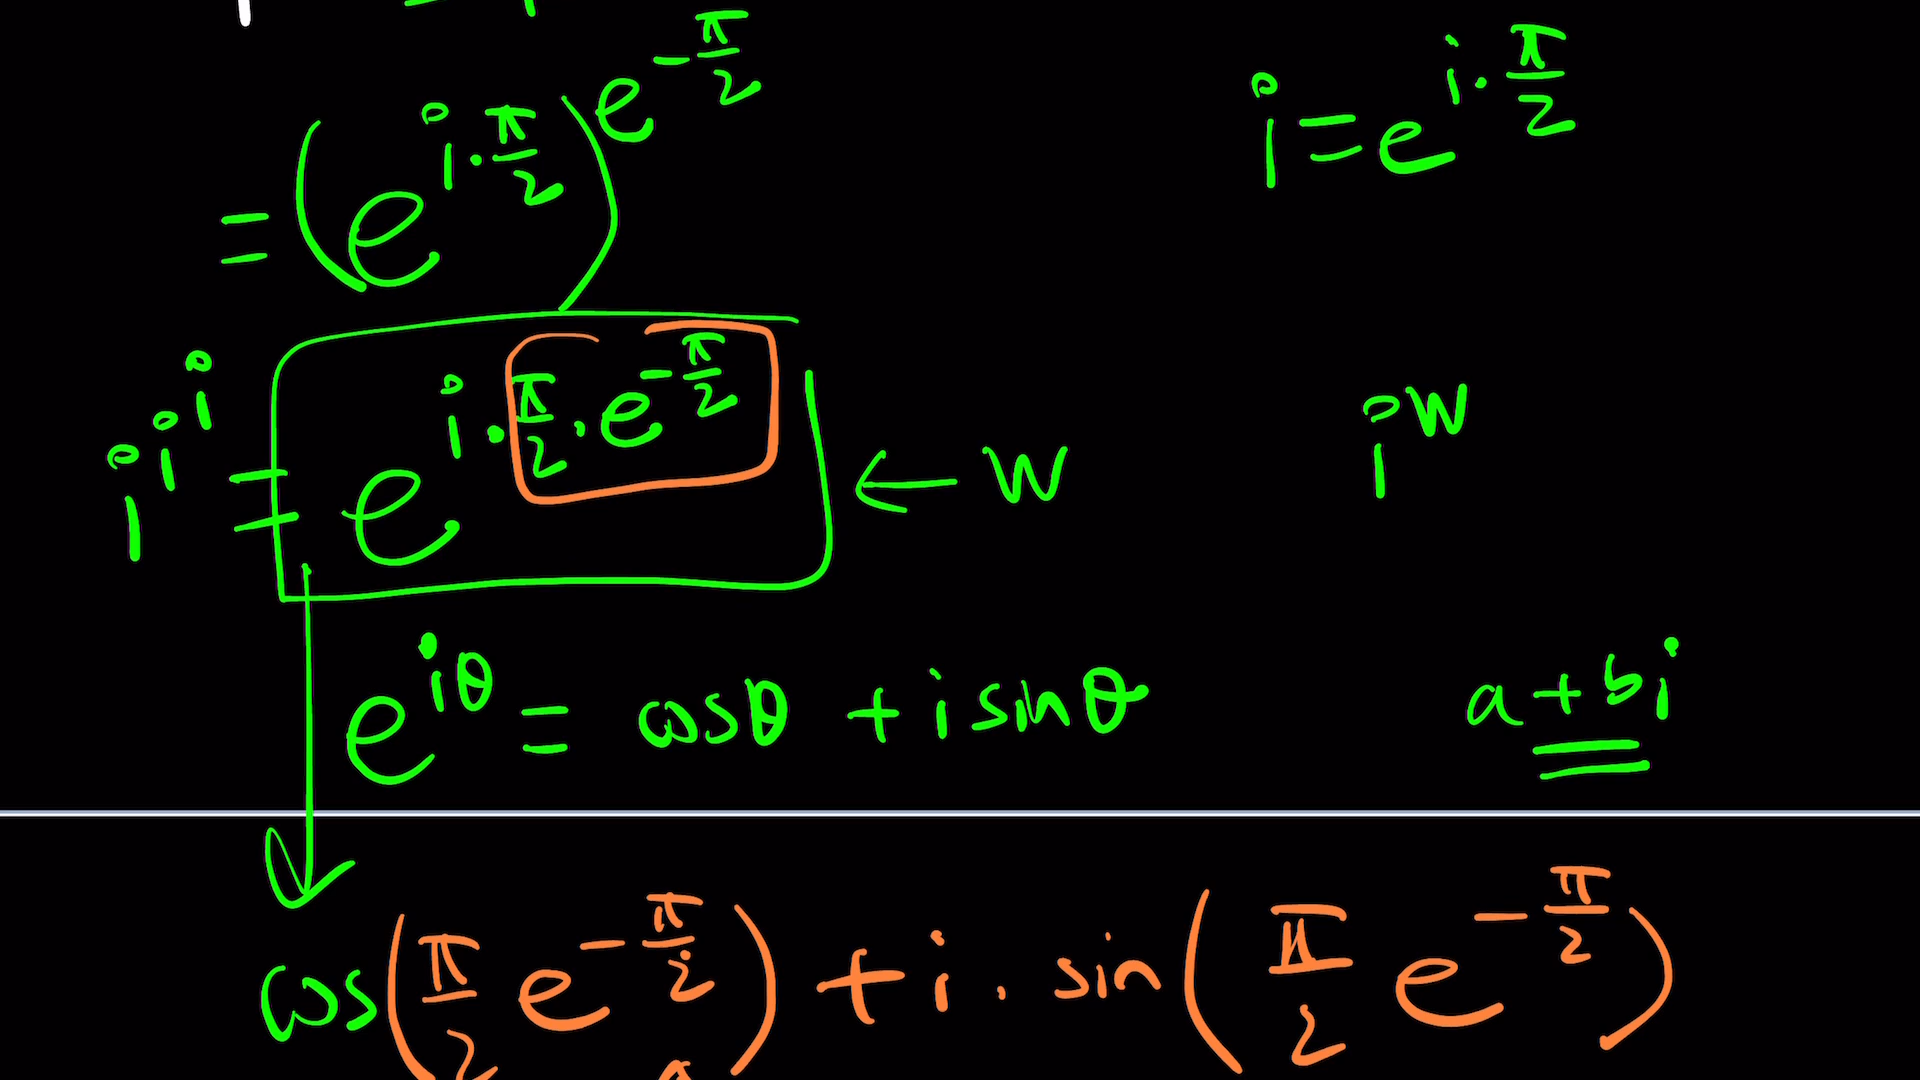 = (e^{i·π/2})^{e^{-π/2}}
i = e^{i·π/2}
i^{i^i} = e^{i·π/2·e^{-π/2}} ← W
i^W
e^{iθ} = cosθ + i sinθ
a+bi
cos(π/2 e^{-π/2}) + i · sin(π/2 e^{-π/2})